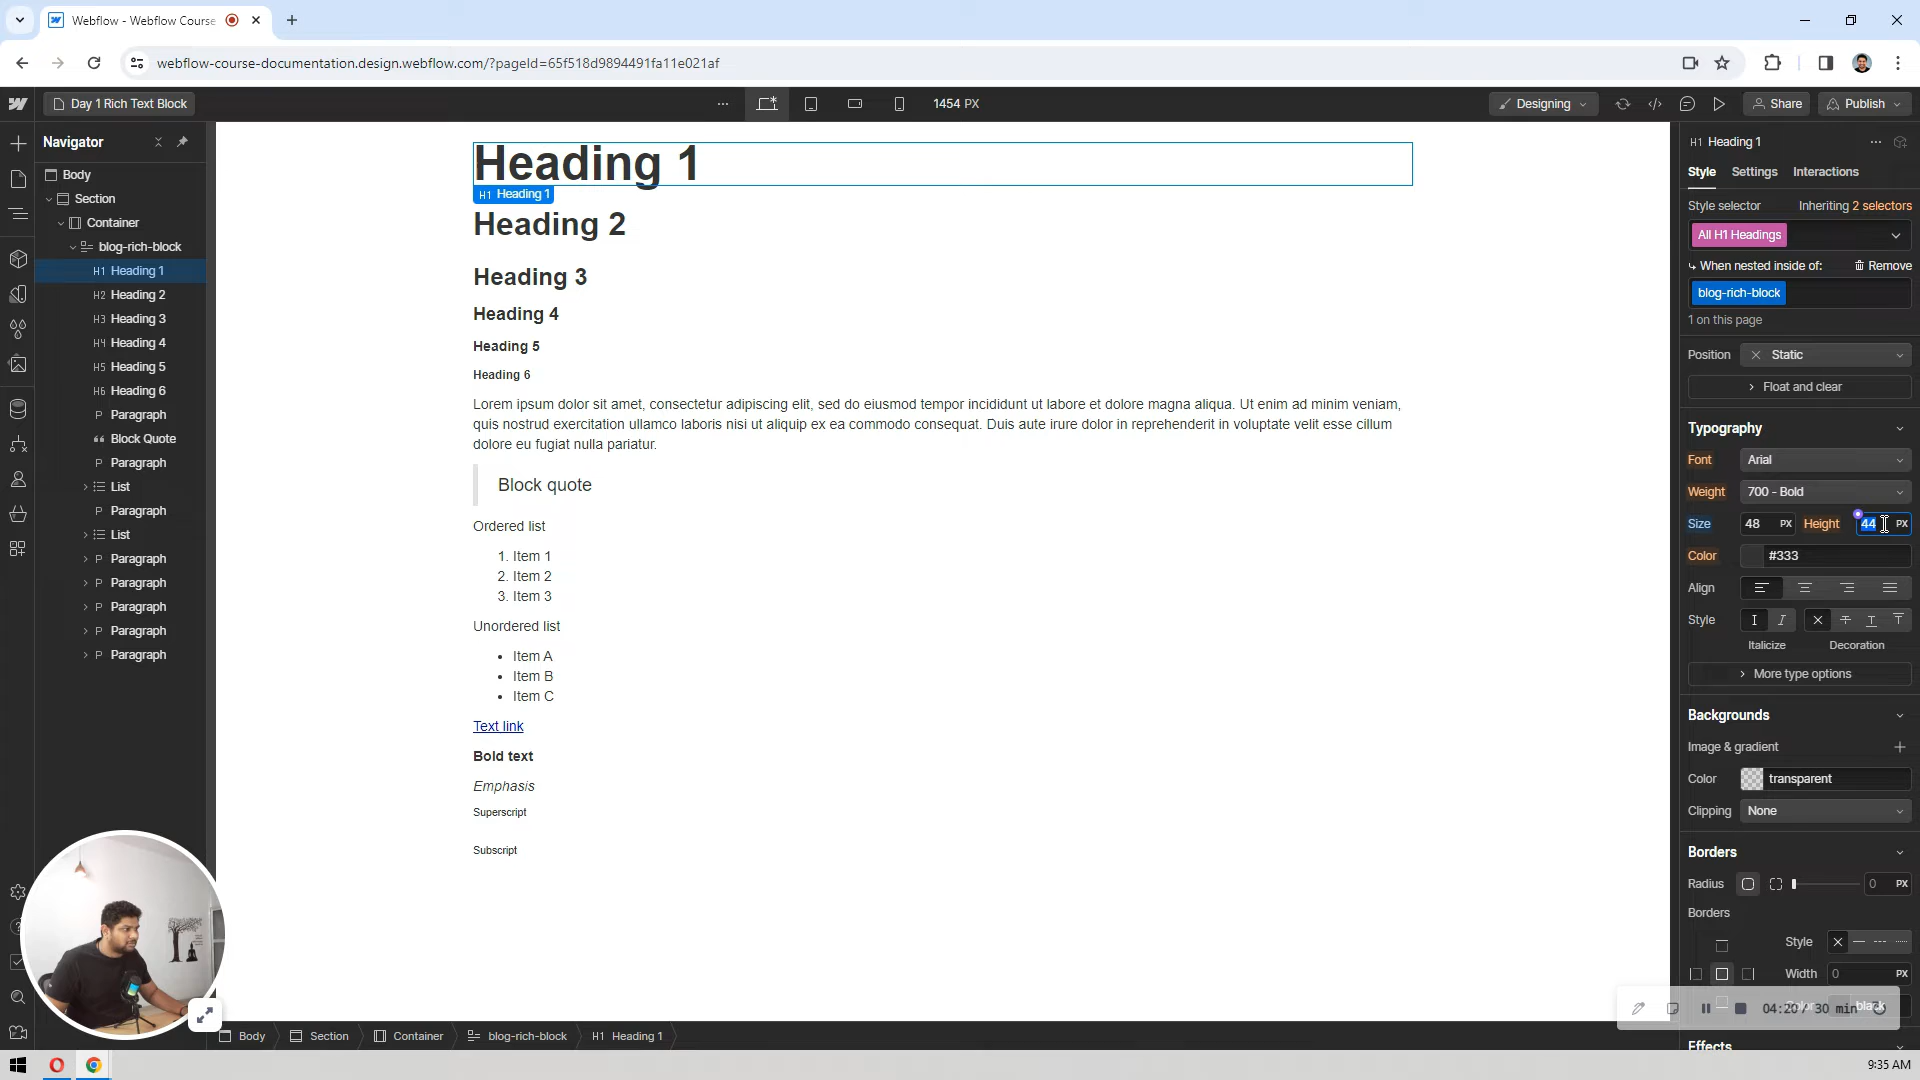 Webflow - Webflow Course
webflow-course-documentation.design.webflow.com/?pageId=65f518d9894491fa11e021af
Day 1 Rich Text Block
1454 PX
Designing
Share
Publish
Navigator
Body
Section
Container
blog-rich-block
H1 Heading 1
H2 Heading 2
H3 Heading 3
H4 Heading 4
H5 Heading 5
H6 Heading 6
P Paragraph
Block Quote
P Paragraph
List
P Paragraph
List
P Paragraph
P Paragraph
P Paragraph
P Paragraph
P Paragraph
Heading 1
H1 Heading 1
Heading 2
Heading 3
Heading 4
Heading 5
Heading 6
Lorem ipsum dolor sit amet, consectetur adipiscing elit, sed do eiusmod tempor incididunt ut labore et dolore magna aliqua. Ut enim ad minim veniam,
quis nostrud exercitation ullamco laboris nisi ut aliquip ex ea commodo consequat. Duis aute irure dolor in reprehenderit in voluptate velit esse cillum
dolore eu fugiat nulla pariatur.
Block quote
Ordered list
1. Item 1
2. Item 2
3. Item 3
Unordered list
• Item A
• Item B
• Item C
Text link
Bold text
Emphasis
Superscript
Subscript
H1 Heading 1
Style Settings Interactions
Style selector Inheriting 2 selectors
All H1 Headings
When nested inside of: Remove
blog-rich-block
1 on this page
Position Static
Float and clear
Typography
Font Arial
Weight 700 - Bold
Size 48 PX Height 44 PX
Color #333
Align
Style
Italicize Decoration
More type options
Backgrounds
Image & gradient
Color transparent
Clipping None
Borders
Radius 0 PX
Borders
Style
Width 0 PX
Color black
04:20 / 30 min
Effects
Body Section Container blog-rich-block H1 Heading 1
9:35 AM